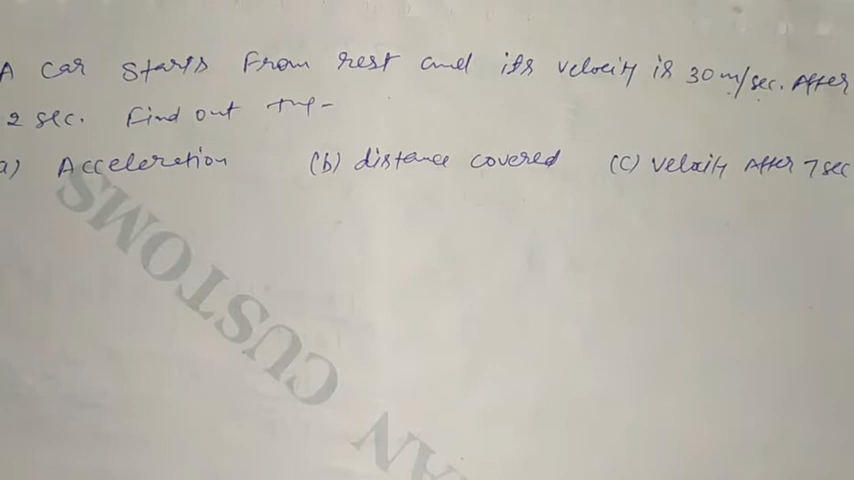 A car starts from rest and its velocity is 30 m/sec. After
2 sec. Find out the-
a) Acceleration (b) distance covered (c) velocity After 7 sec
CUSTOMS
AN